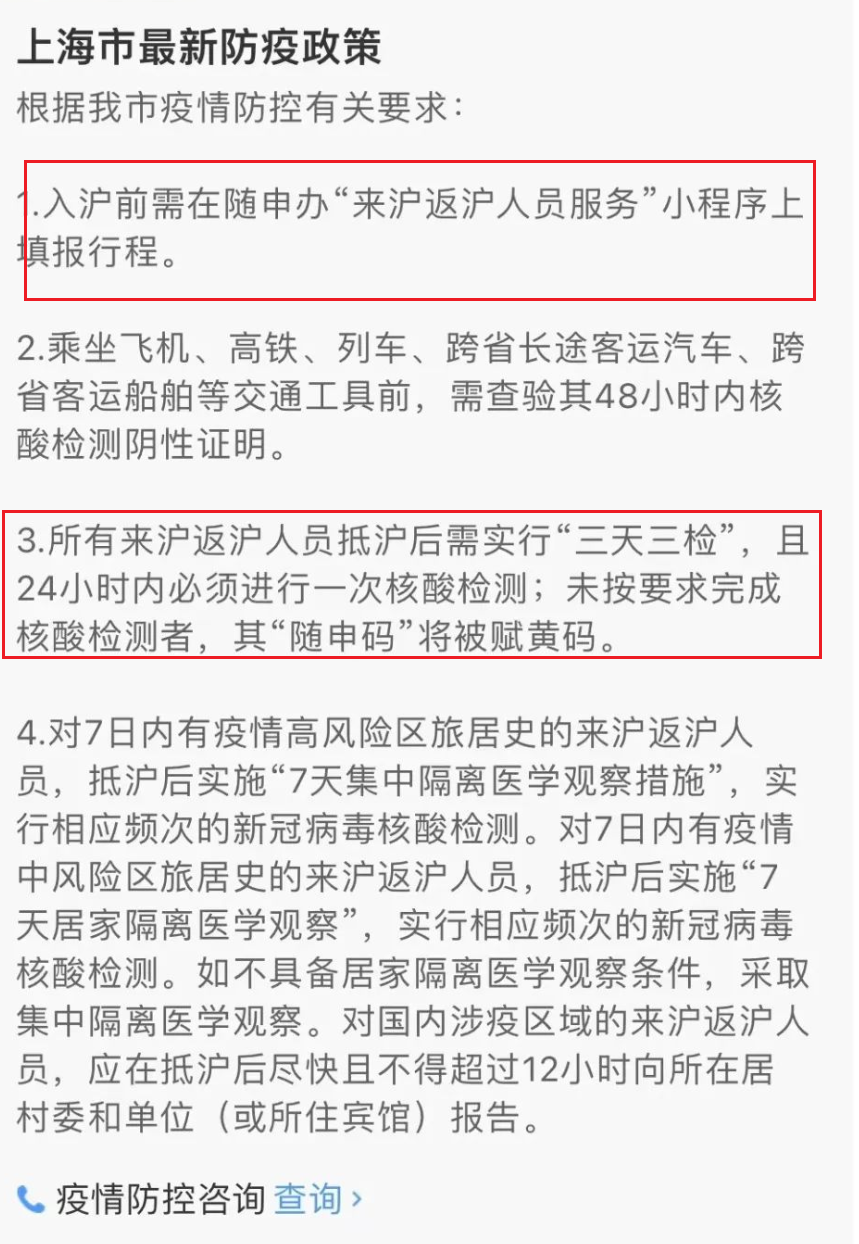 上海市最新防疫政策
根据我市疫情防控有关要求：
1.入沪前需在随申办“来沪返沪人员服务”小程序上
填报行程。
2.乘坐飞机、高铁、列车、跨省长途客运汽车、跨
省客运船舶等交通工具前，需查验其48小时内核
酸检测阴性证明。
3.所有来沪返沪人员抵沪后需实行“三天三检”，且
24小时内必须进行一次核酸检测；未按要求完成
核酸检测者，其“随申码”将被赋黄码。
4.对7日内有疫情高风险区旅居史的来沪返沪人
员，抵沪后实施“7天集中隔离医学观察措施”，实
行相应频次的新冠病毒核酸检测。对7日内有疫情
中风险区旅居史的来沪返沪人员，抵沪后实施“7
天居家隔离医学观察”，实行相应频次的新冠病毒
核酸检测。如不具备居家隔离医学观察条件，采取
集中隔离医学观察。对国内涉疫区域的来沪返沪人
员，应在抵沪后尽快且不得超过12小时向所在居
村委和单位（或所住宾馆）报告。
疫情防控咨询 查询 ›